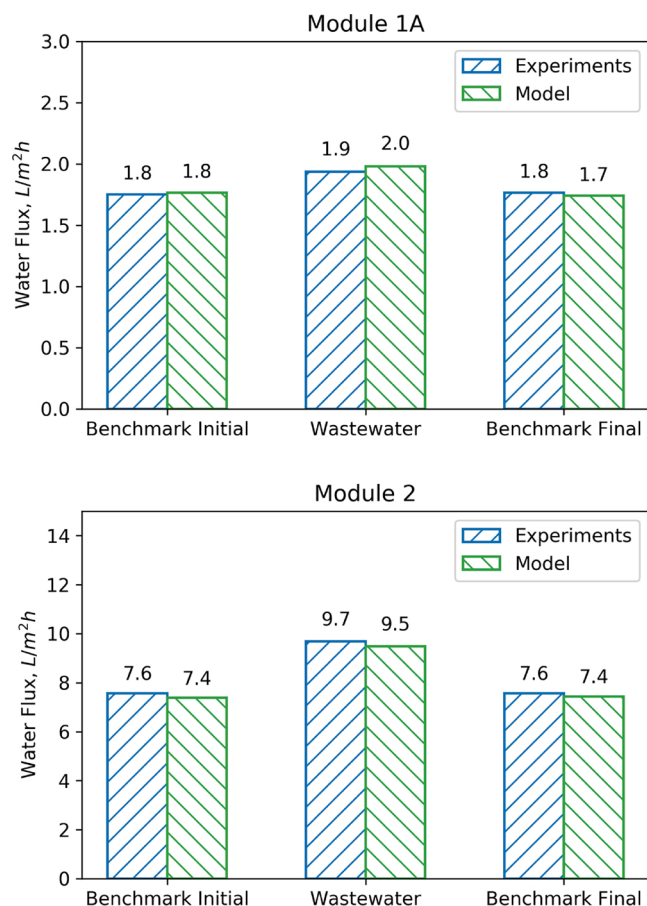 Module 1A
3.0
2.5
2.0
1.5
1.0
0.5
0.0
Water Flux, L/m²h
Experiments
Model
1.8 1.8
1.9 2.0
1.8 1.7
Benchmark Initial Wastewater Benchmark Final
Module 2
14
12
10
8
6
4
2
0
Water Flux, L/m²h
Experiments
Model
7.6 7.4
9.7 9.5
7.6 7.4
Benchmark Initial Wastewater Benchmark Final